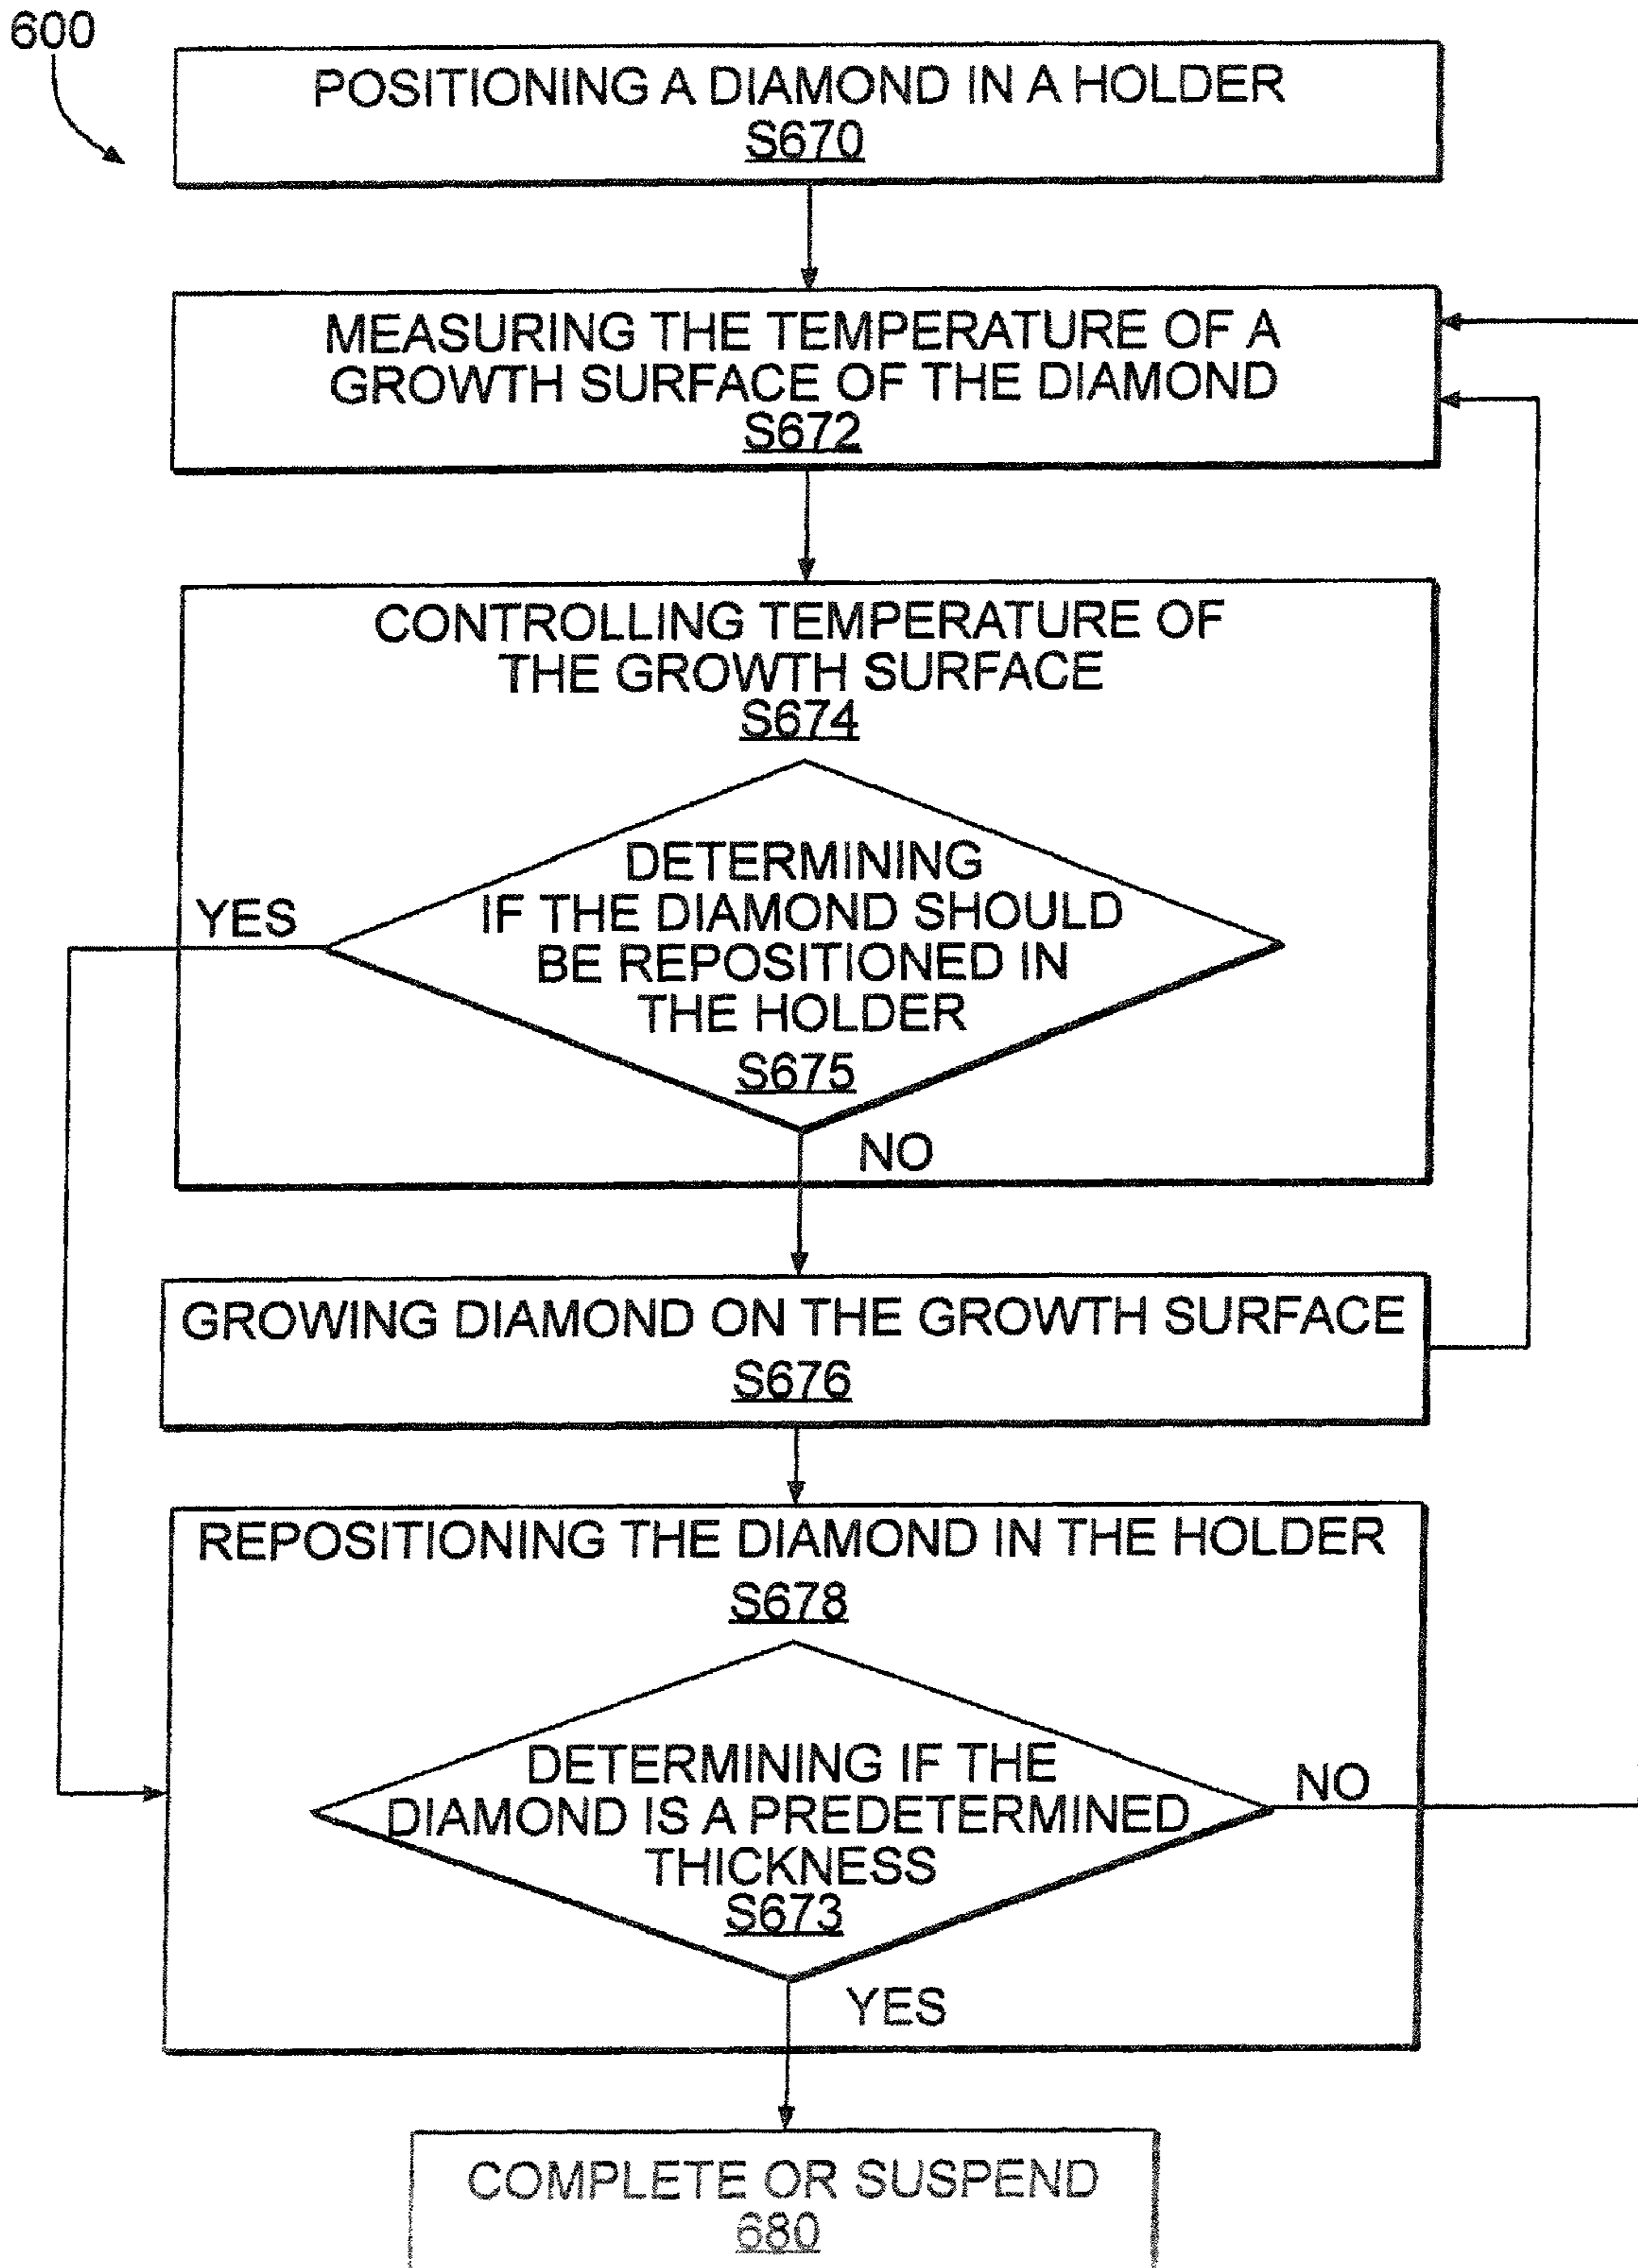 600
POSITIONING A DIAMOND IN A HOLDER
S670
MEASURING THE TEMPERATURE OF A
GROWTH SURFACE OF THE DIAMOND
S672
CONTROLLING TEMPERATURE OF
THE GROWTH SURFACE
S674
DETERMINING
IF THE DIAMOND SHOULD
BE REPOSITIONED IN
THE HOLDER
S675
YES
NO
GROWING DIAMOND ON THE GROWTH SURFACE
S676
REPOSITIONING THE DIAMOND IN THE HOLDER
S678
DETERMINING IF THE
DIAMOND IS A PREDETERMINED
THICKNESS
S673
NO
YES
COMPLETE OR SUSPEND
680